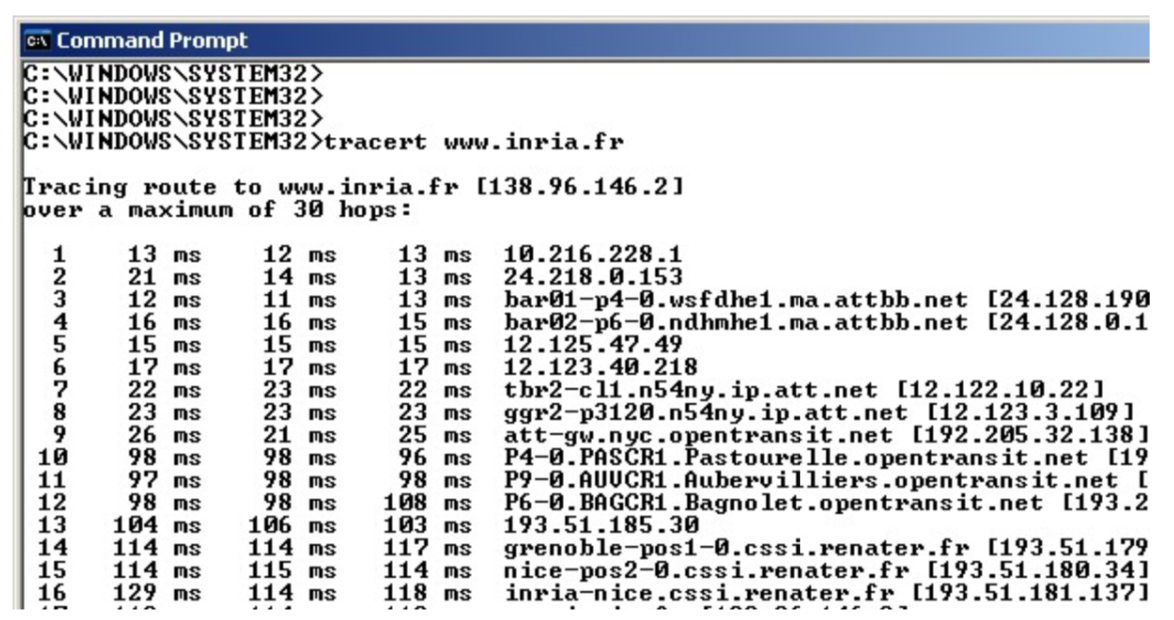 Command Prompt
C:\WINDOWS\SYSTEM32>
C:\WINDOWS\SYSTEM32>
C:\WINDOWS\SYSTEM32>
C:\WINDOWS\SYSTEM32>tracert www.inria.fr
Tracing route to www.inria.fr [138.96.146.2]
over a maximum of 30 hops:
1 13 ms 12 ms 13 ms 10.216.228.1
2 21 ms 14 ms 13 ms 24.218.0.153
3 12 ms 11 ms 13 ms bar01-p4-0.wsfdhe1.ma.attbb.net [24.128.190
4 16 ms 16 ms 15 ms bar02-p6-0.ndhmhe1.ma.attbb.net [24.128.0.1
5 15 ms 15 ms 15 ms 12.125.47.49
6 17 ms 17 ms 17 ms 12.123.40.218
7 22 ms 23 ms 22 ms tbr2-cl1.n54ny.ip.att.net [12.122.10.22]
8 23 ms 23 ms 23 ms ggr2-p3120.n54ny.ip.att.net [12.123.3.109]
9 26 ms 21 ms 25 ms att-gw.nyc.opentransit.net [192.205.32.138]
10 98 ms 98 ms 96 ms P4-0.PASCR1.Pastourelle.opentransit.net [19
11 97 ms 98 ms 98 ms P9-0.AUVCR1.Aubervilliers.opentransit.net [
12 98 ms 98 ms 108 ms P6-0.BAGCR1.Bagnolet.opentransit.net [193.2
13 104 ms 106 ms 103 ms 193.51.185.30
14 114 ms 114 ms 117 ms grenoble-pos1-0.cssi.renater.fr [193.51.179
15 114 ms 115 ms 114 ms nice-pos2-0.cssi.renater.fr [193.51.180.34]
16 129 ms 114 ms 118 ms inria-nice.cssi.renater.fr [193.51.181.137]